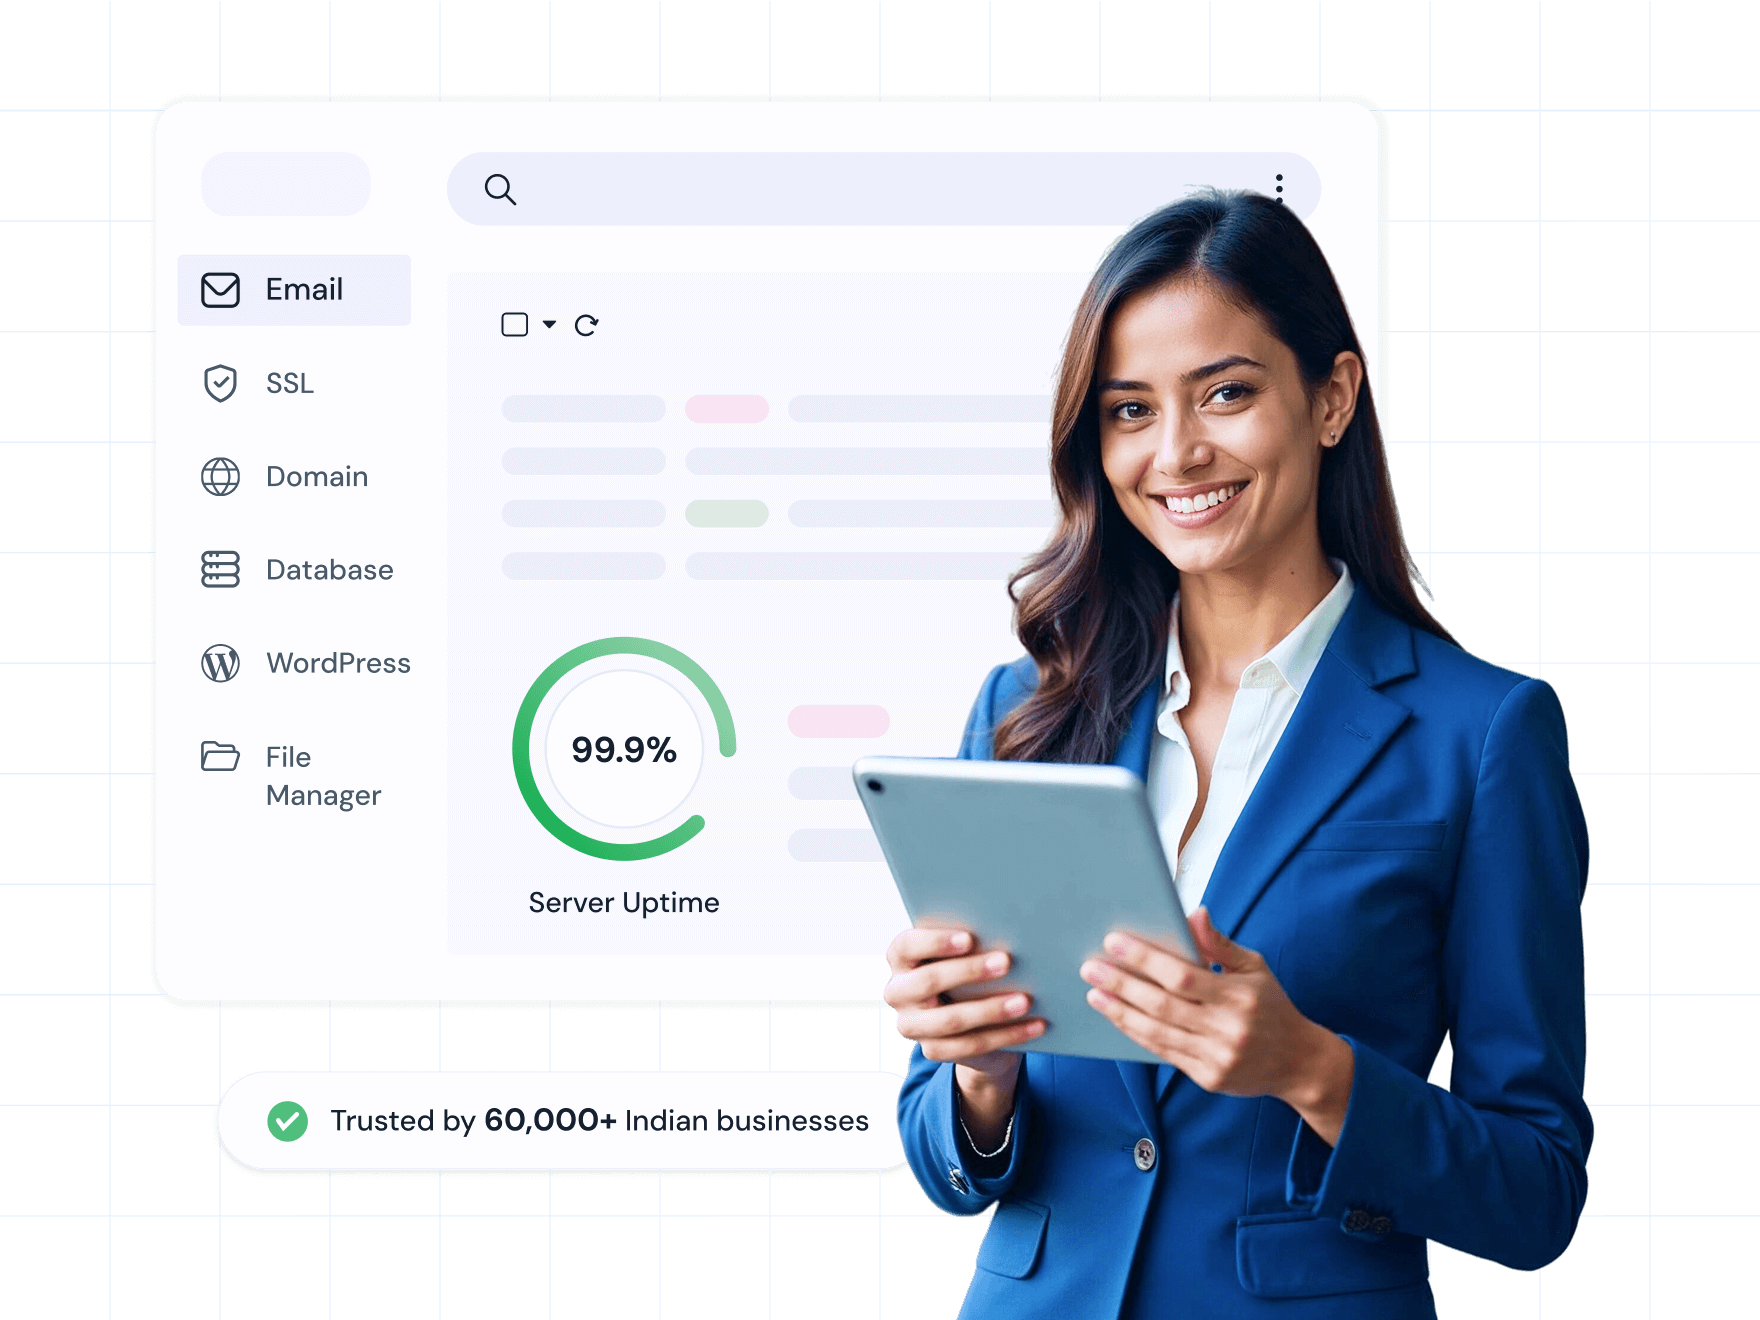 Email
SSL
Domain
Database
WordPress
File
Manager
99.9%
Server Uptime
Trusted by 60,000+ Indian businesses